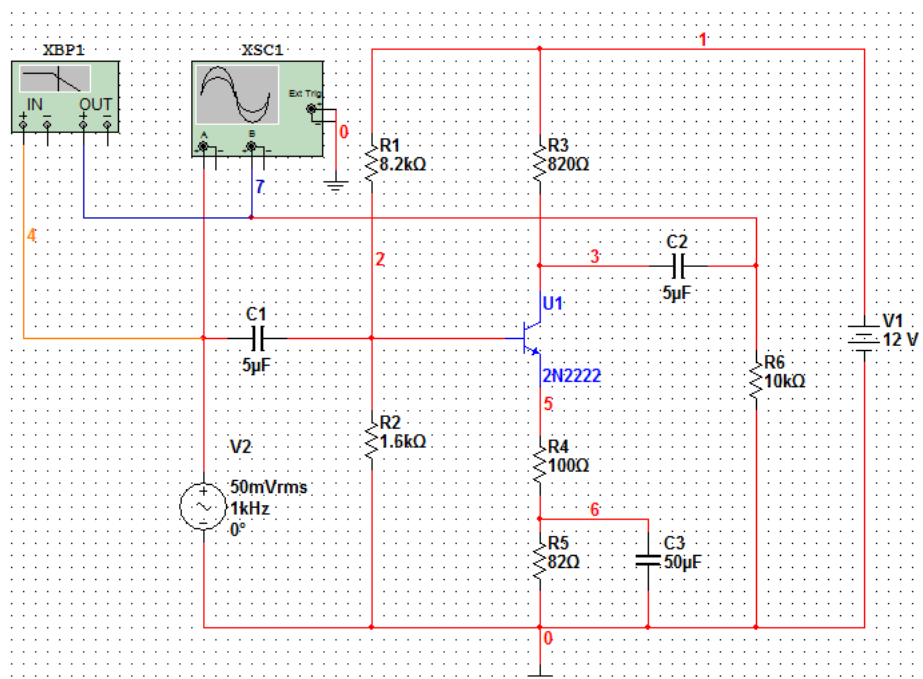 XBP1
XSC1
1
IN
OUT
Ext Trig
A
B
0
R1
8.2kΩ
R3
820Ω
7
4
2
C2
3
5µF
U1
C1
5µF
V1
12 V
2N2222
R6
10kΩ
5
R2
1.6kΩ
V2
R4
100Ω
50mVrms
1kHz
0°
6
R5
82Ω
C3
50µF
0